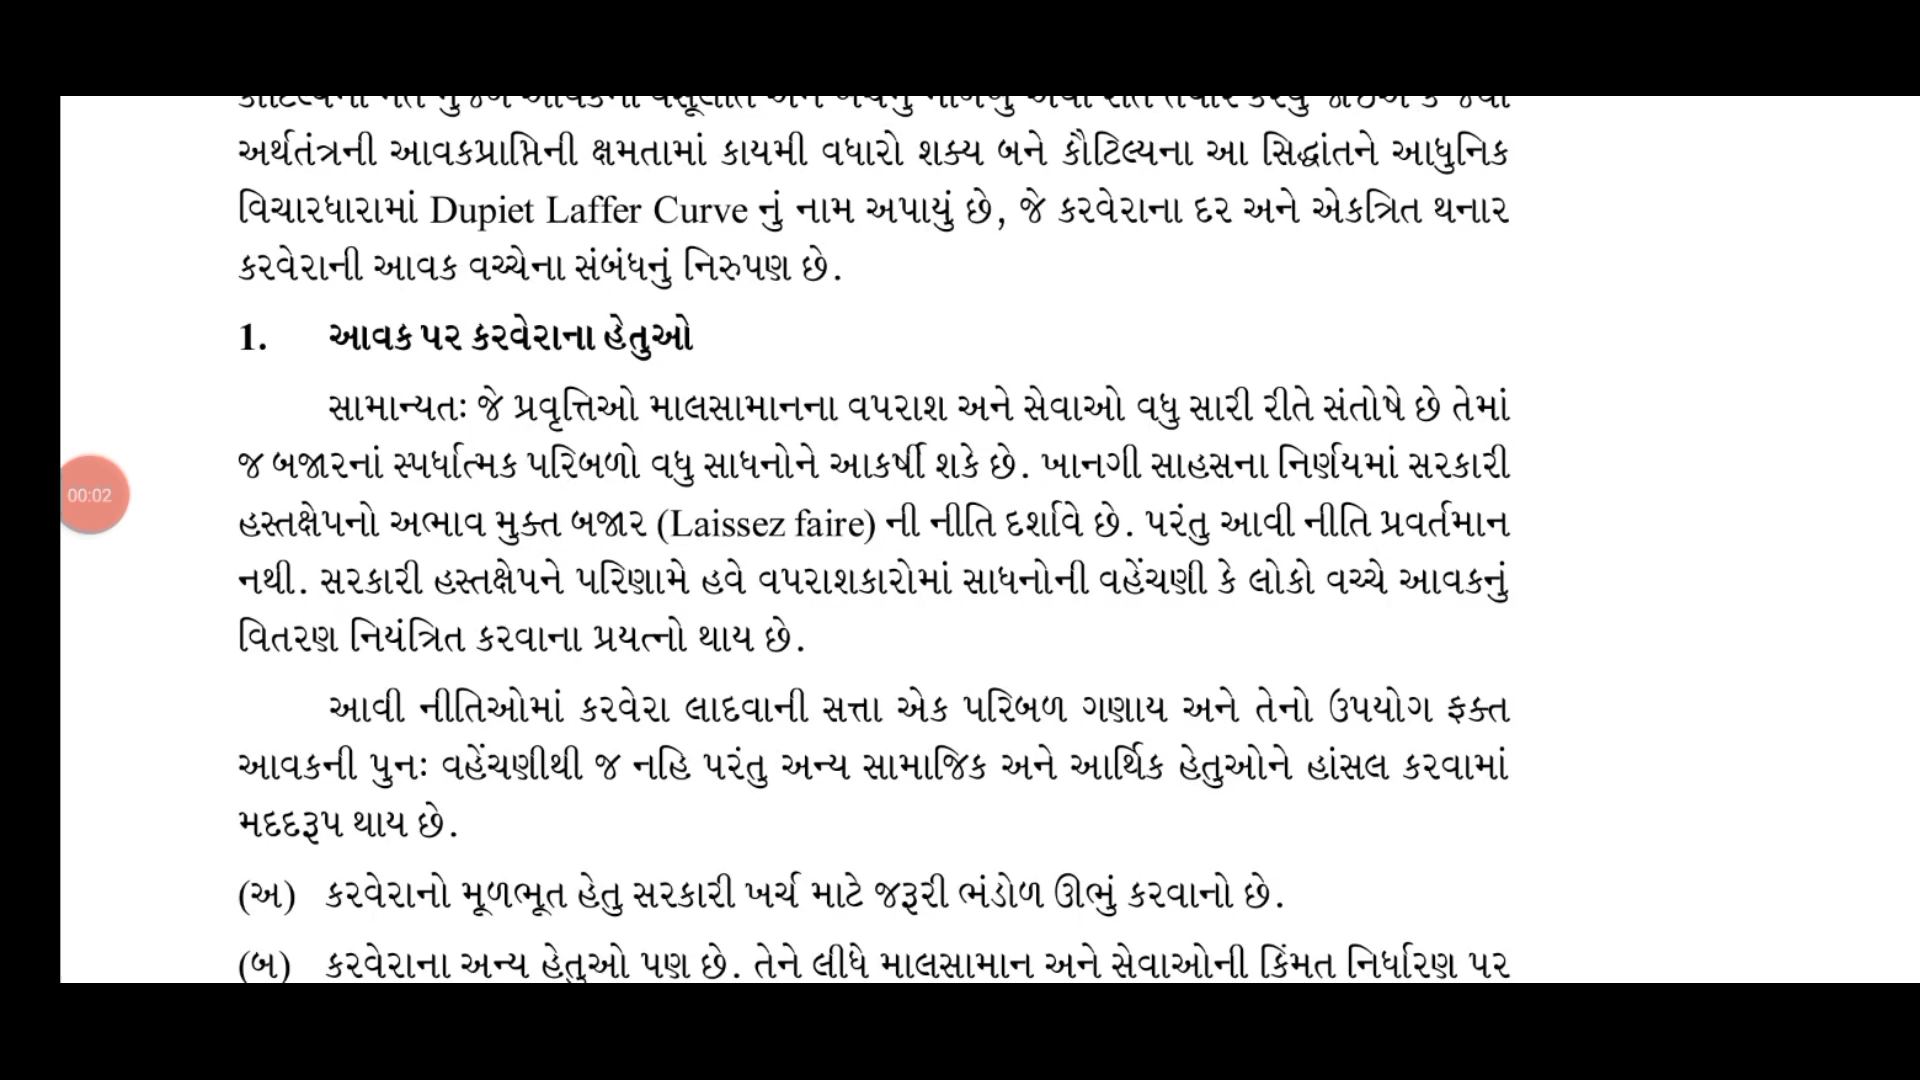 અર્થતંત્રની આવકપ્રાપ્તિની ક્ષમતામાં કાયમી વધારો શક્ય બને કૌટિલ્યના આ સિદ્ધાંતને આધુનિક
વિચારધારામાં Dupiet Laffer Curve નું નામ અપાયું છે, જે કરવેરાના દર અને એકત્રિત થનાર
કરવેરાની આવક વચ્ચેના સંબંધનું નિરુપણ છે.
1. આવક પર કરવેરાના હેતુઓ
સામાન્યતઃ જે પ્રવૃત્તિઓ માલસામાનના વપરાશ અને સેવાઓ વધુ સારી રીતે સંતોષે છે તેમાં
જ બજારનાં સ્પર્ધાત્મક પરિબળો વધુ સાધનોને આકર્ષી શકે છે. ખાનગી સાહસના નિર્ણયમાં સરકારી
00:02
હસ્તક્ષેપનો અભાવ મુક્ત બજાર (Laissez faire) ની નીતિ દર્શાવે છે. પરંતુ આવી નીતિ પ્રવર્તમાન
નથી. સરકારી હસ્તક્ષેપને પરિણામે હવે વપરાશકારોમાં સાધનોની વહેંચણી કે લોકો વચ્ચે આવકનું
વિતરણ નિયંત્રિત કરવાના પ્રયત્નો થાય છે.
આવી નીતિઓમાં કરવેરા લાદવાની સત્તા એક પરિબળ ગણાય અને તેનો ઉપયોગ ફક્ત
આવકની પુનઃ વહેંચણીથી જ નહિ પરંતુ અન્ય સામાજિક અને આર્થિક હેતુઓને હાંસલ કરવામાં
મદદરૂપ થાય છે.
(અ) કરવેરાનો મૂળભૂત હેતુ સરકારી ખર્ચ માટે જરૂરી ભંડોળ ઊભું કરવાનો છે.
(બ) કરવેરાના અન્ય હેતુઓ પણ છે. તેને લીધે માલસામાન અને સેવાઓની કિંમત નિર્ધારણ પર